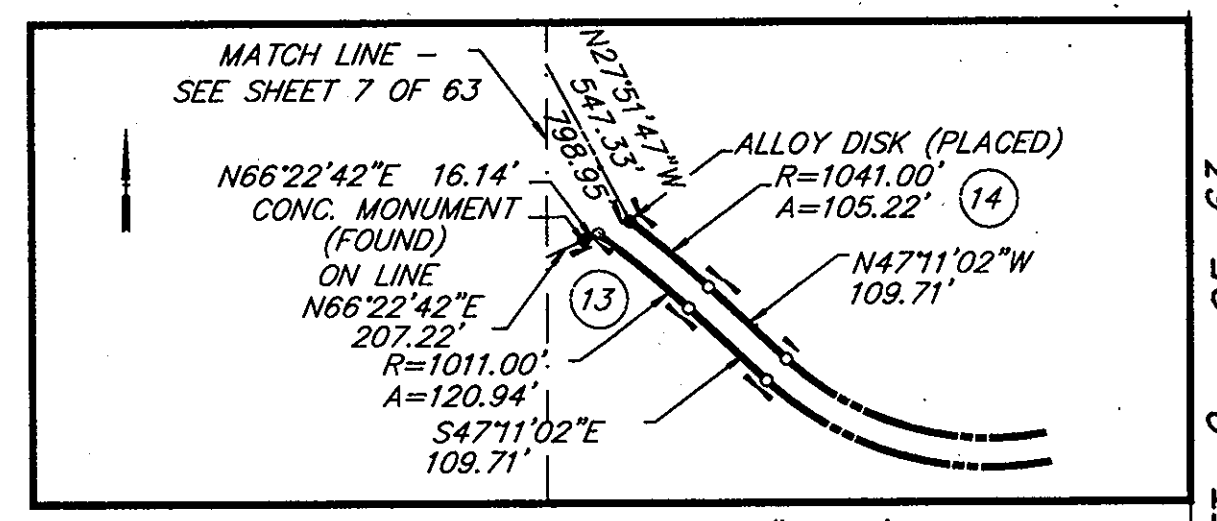 MATCH LINE –
SEE SHEET 7 OF 63
N27°51'47"W
547.33'
798.95'
ALLOY DISK (PLACED)
R=1041.00'
A=105.22'
14
N66°22'42"E 16.14'
CONC. MONUMENT
(FOUND)
ON LINE
N66°22'42"E
207.22'
13
N47°11'02"W
109.71'
R=1011.00'
A=120.94'
S47°11'02"E
109.71'